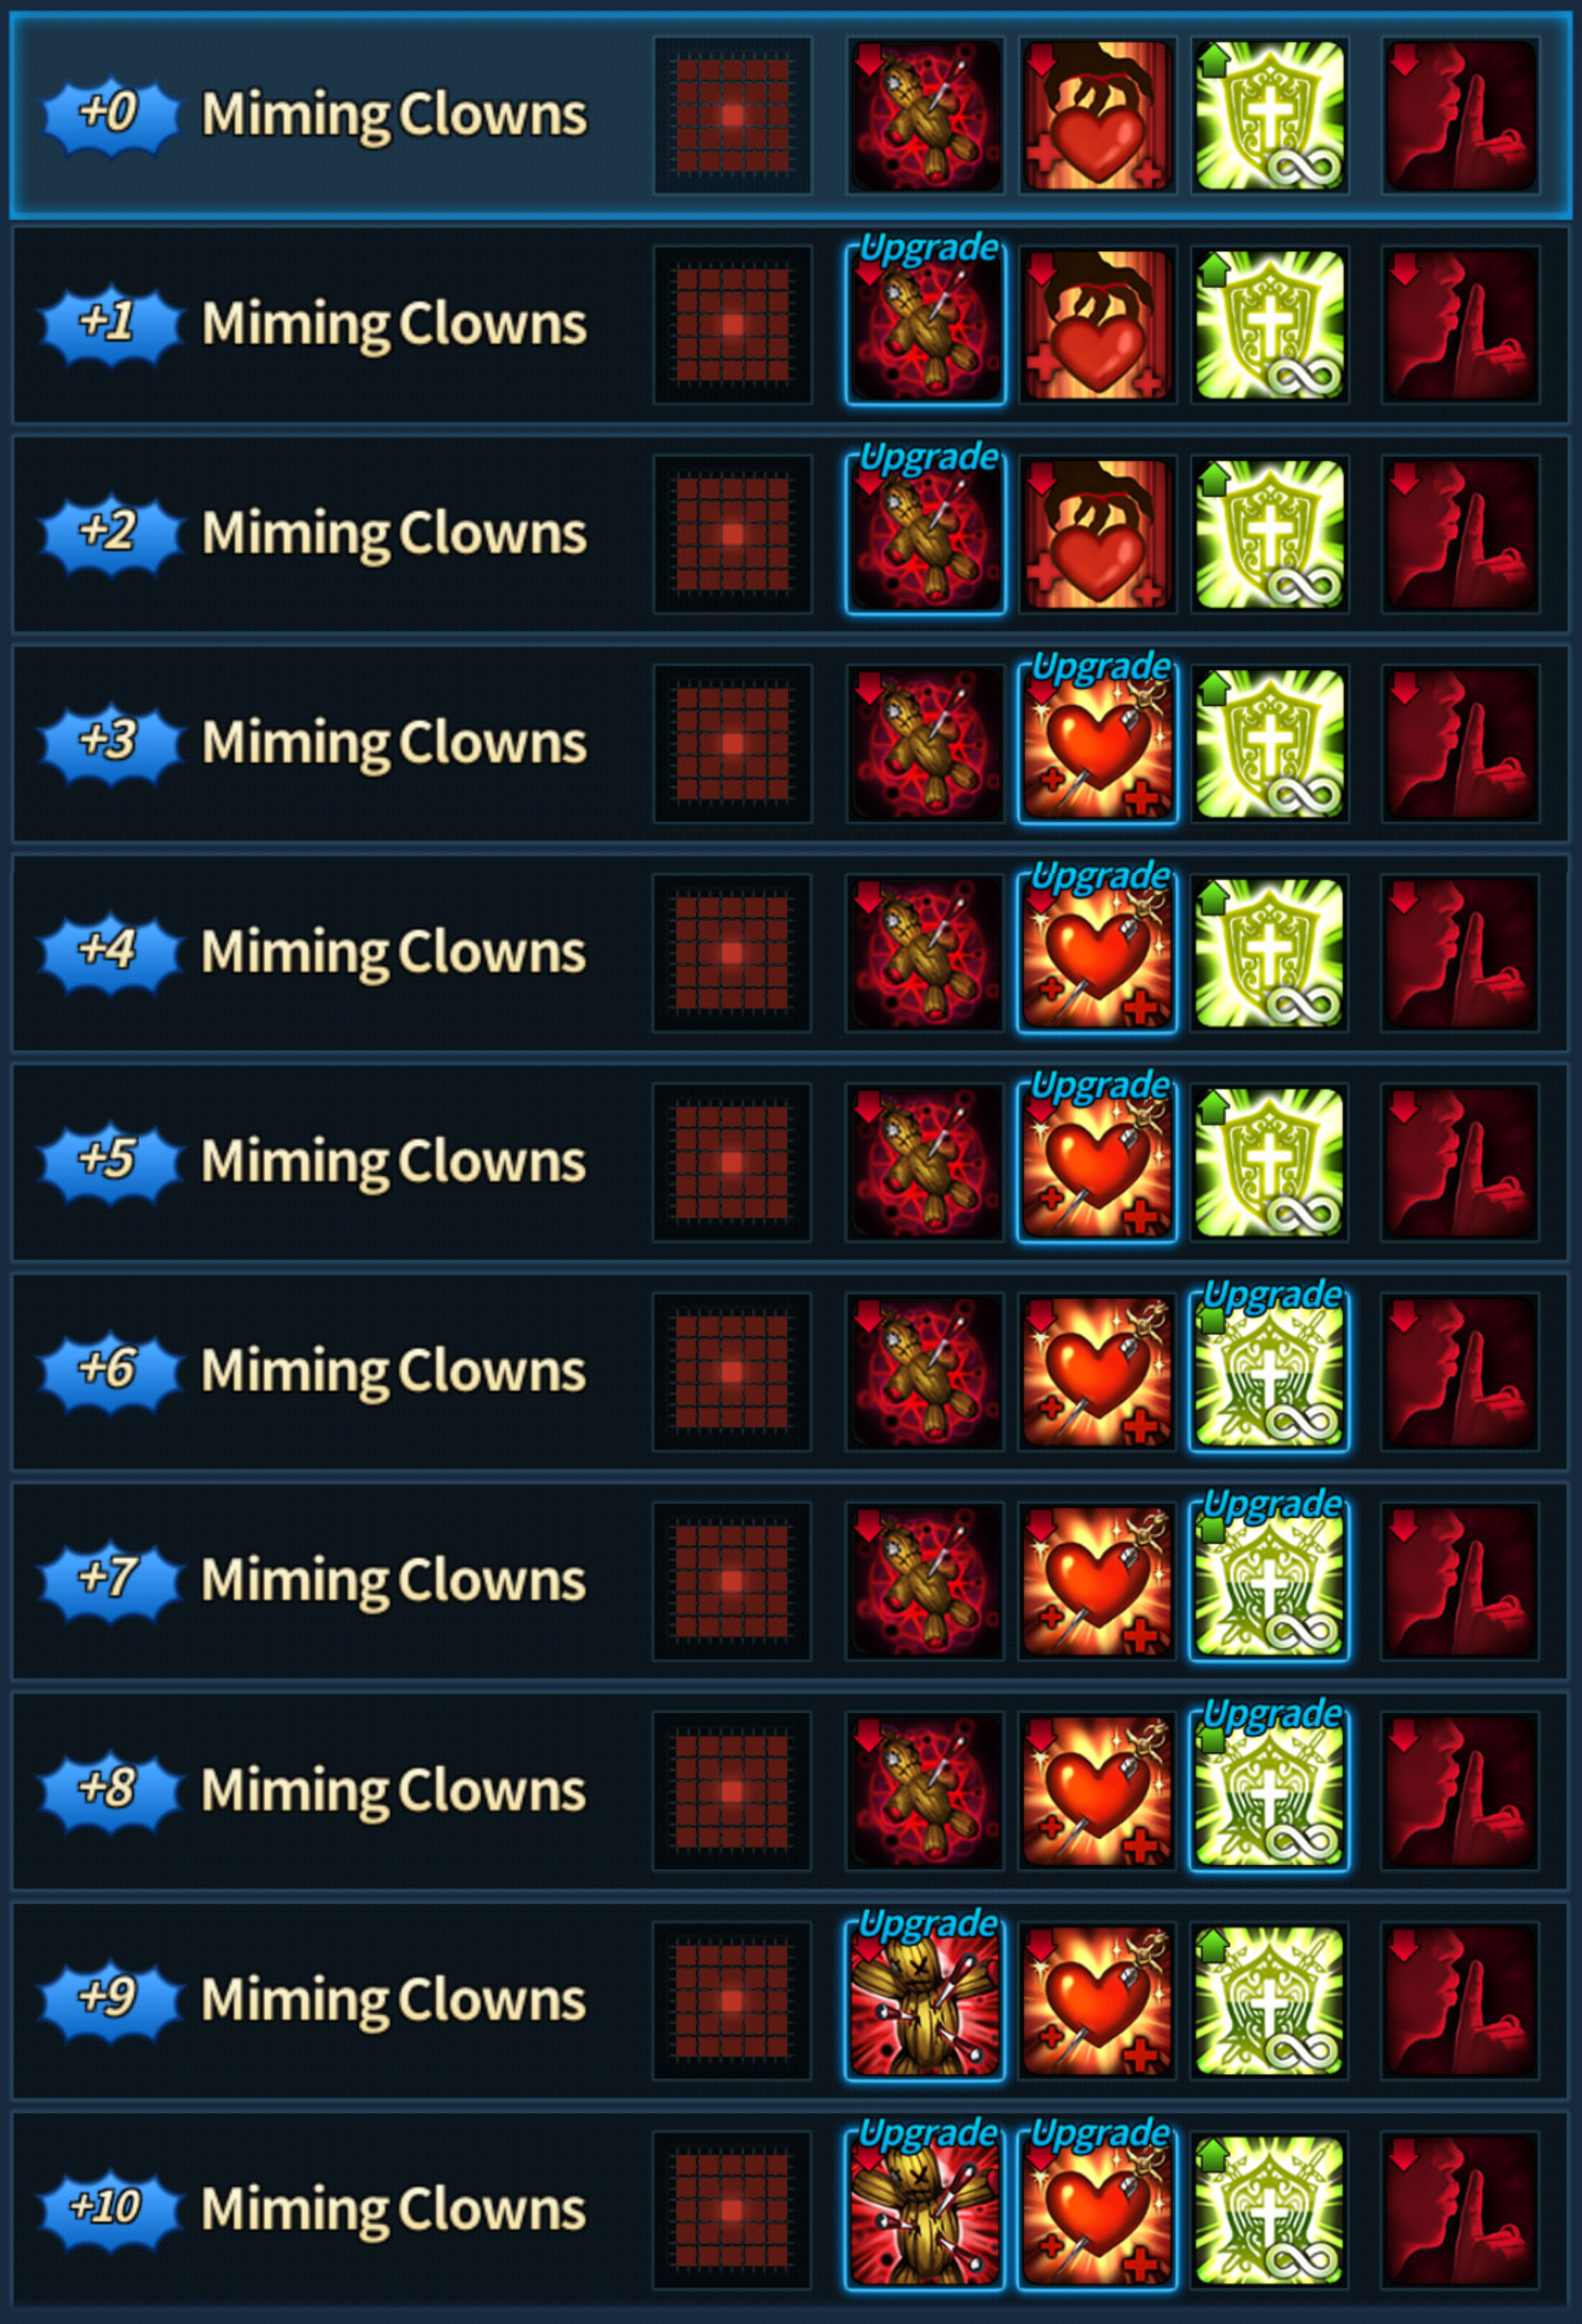 +0 Miming Clowns
Upgrade
+1 Miming Clowns
Upgrade
+2 Miming Clowns
Upgrade
+3 Miming Clowns
Upgrade
+4 Miming Clowns
Upgrade
+5 Miming Clowns
Upgrade
+6 Miming Clowns
Upgrade
+7 Miming Clowns
Upgrade
+8 Miming Clowns
Upgrade
+9 Miming Clowns
Upgrade Upgrade
+10 Miming Clowns